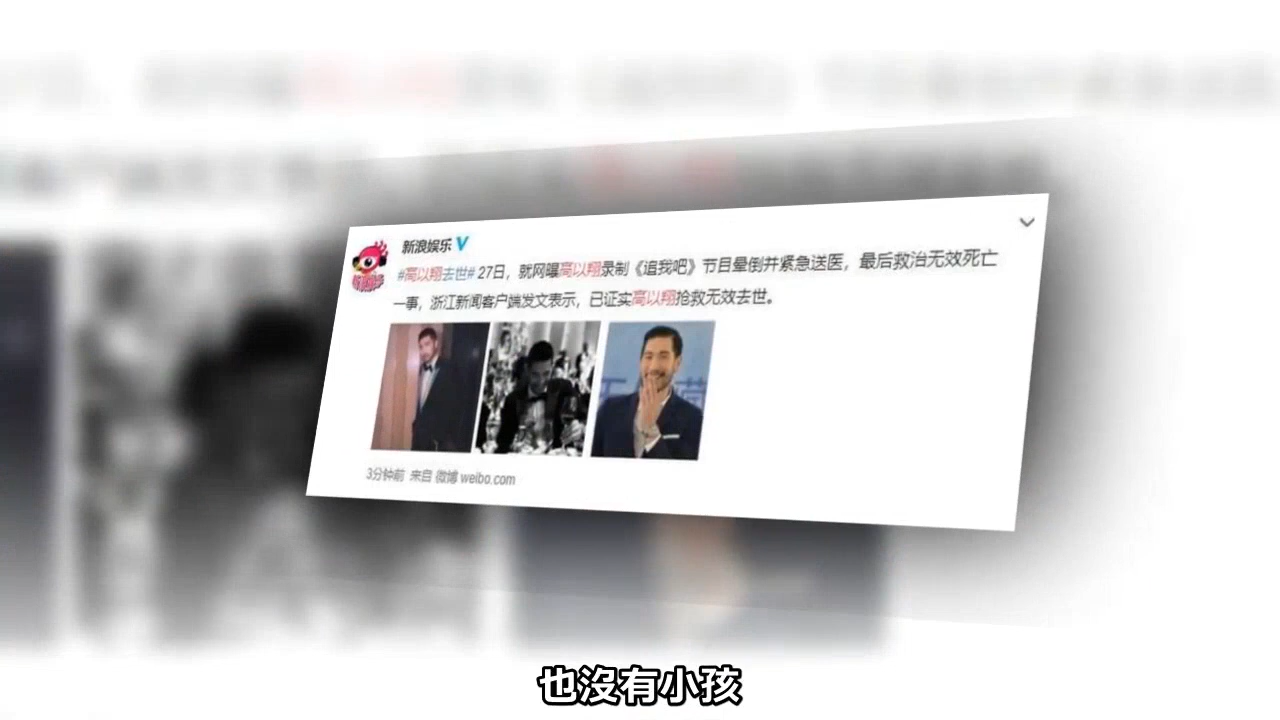 新浪娱乐
#高以翔去世# 27日，就网曝高以翔录制《追我吧》节目晕倒并紧急送医，最后救治无效死亡
一事，浙江新闻客户端发文表示，已证实高以翔抢救无效去世。
3分钟前 来自 微博 weibo.com
也沒有小孩